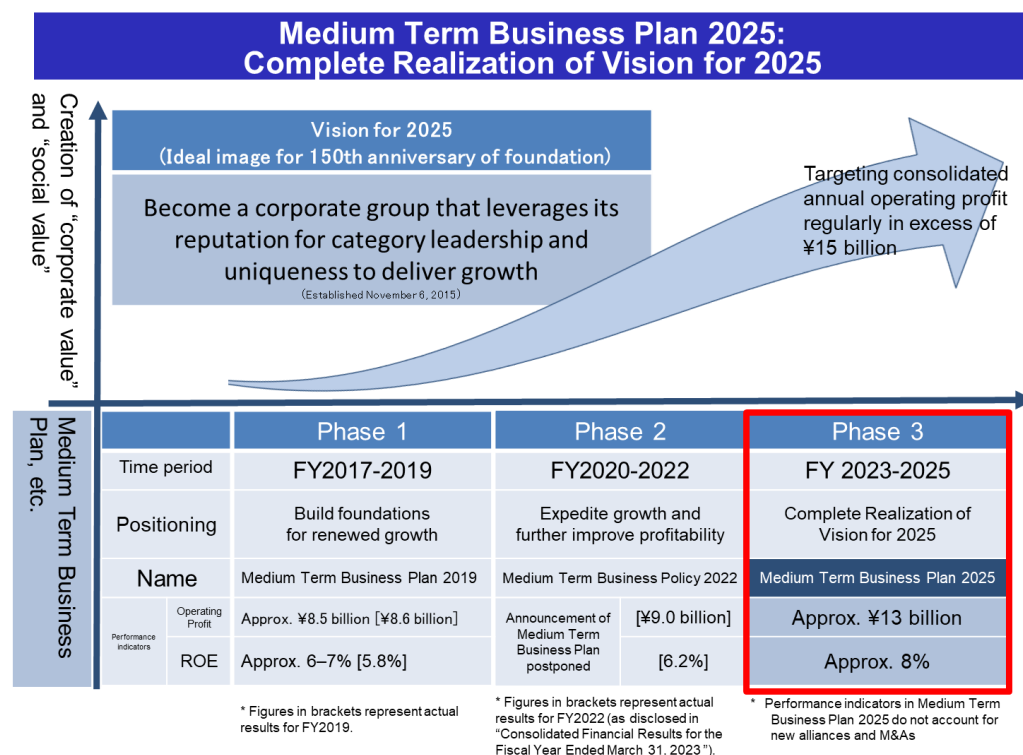 Medium Term Business Plan 2025:
Complete Realization of Vision for 2025
Creation of “corporate value”
and “social value”
Vision for 2025
(Ideal image for 150th anniversary of foundation)
Become a corporate group that leverages its
reputation for category leadership and
uniqueness to deliver growth
(Established November 6, 2015)
Targeting consolidated
annual operating profit
regularly in excess of
¥15 billion
Medium Term Business
Plan, etc.
Phase 1
Phase 2
Phase 3
Time period
FY2017-2019
FY2020-2022
FY 2023-2025
Positioning
Build foundations
for renewed growth
Expedite growth and
further improve profitability
Complete Realization of
Vision for 2025
Name
Medium Term Business Plan 2019
Medium Term Business Policy 2022
Medium Term Business Plan 2025
Performance
indicators
Operating
Profit
Approx. ¥8.5 billion [¥8.6 billion]
Announcement of
Medium Term
Business Plan
postponed
[¥9.0 billion]
Approx. ¥13 billion
ROE
Approx. 6–7% [5.8%]
[6.2%]
Approx. 8%
* Figures in brackets represent actual
results for FY2019.
* Figures in brackets represent actual
results for FY2022 (as disclosed in
“Consolidated Financial Results for the
Fiscal Year Ended March 31, 2023”).
* Performance indicators in Medium Term
Business Plan 2025 do not account for
new alliances and M&As